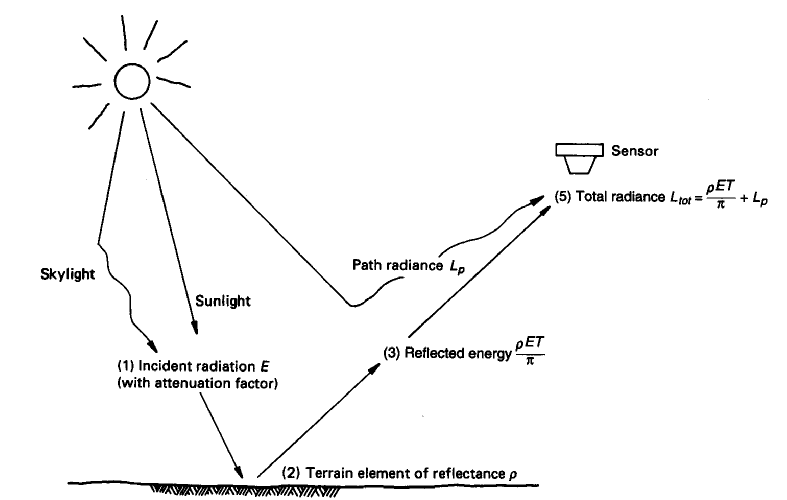 Sensor
(5) Total radiance Ltot = ρET/π + Lp
Path radiance Lp
Skylight
Sunlight
(3) Reflected energy ρET/π
(1) Incident radiation E
(with attenuation factor)
(2) Terrain element of reflectance ρ